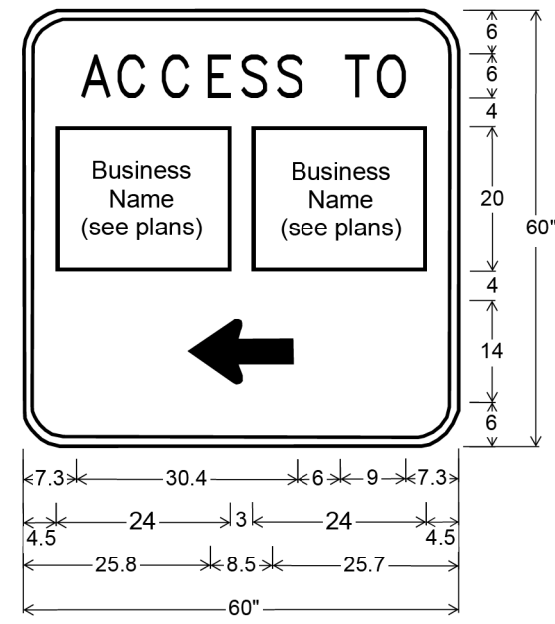 ACCESS TO
Business
Name
(see plans)
Business
Name
(see plans)
6
6
4
20
60"
4
14
6
7.3 30.4 6 9 7.3
4.5 24 3 24 4.5
25.8 8.5 25.7
60"